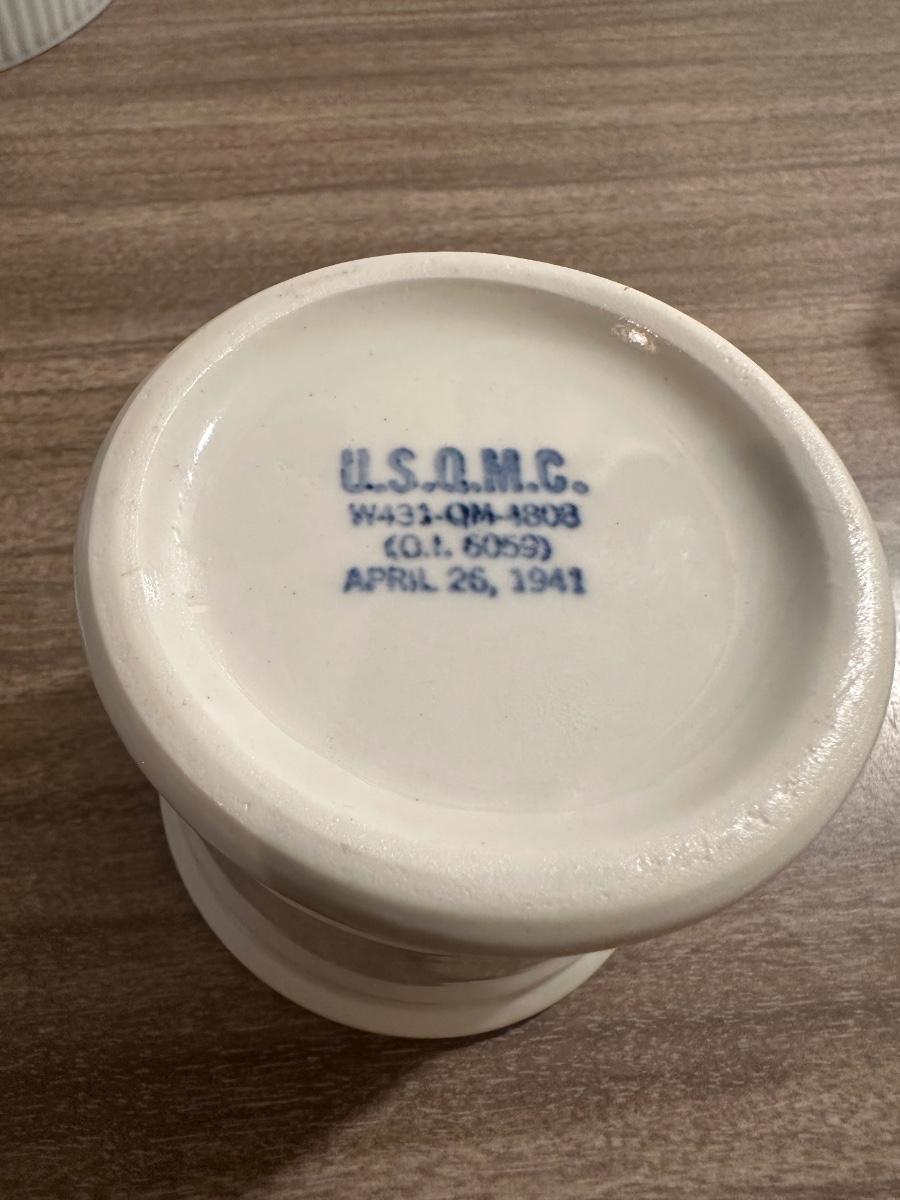 U.S.Q.M.C.
W431-QM-4808
(O.I. 6059)
APRIL 26, 1941